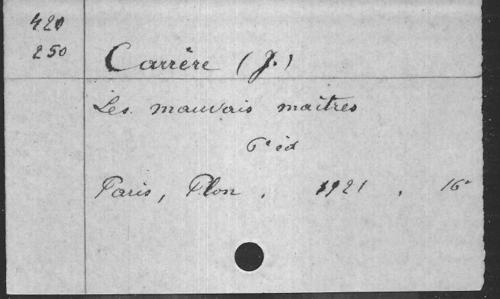 420
250
Carrère (J.)
Les mauvais maîtres
6e éd
Paris, Plon, 1921, 16°